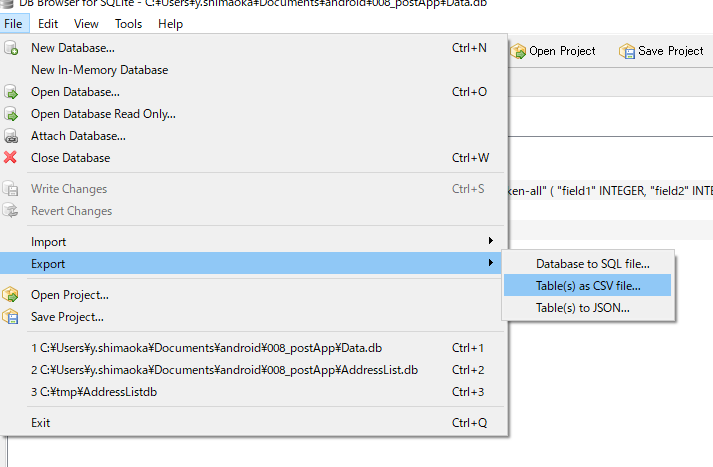 DB Browser for SQLite - C:¥Users¥y.shimaoka¥Documents¥android¥008_postApp¥Data.db
File Edit View Tools Help
New Database... Ctrl+N
Open Project Save Project
New In-Memory Database
Open Database... Ctrl+O
Open Database Read Only...
Attach Database...
Close Database Ctrl+W
Write Changes Ctrl+S
ken-all" ( "field1" INTEGER, "field2" INTE
Revert Changes
Import
Export
Database to SQL file...
Table(s) as CSV file...
Table(s) to JSON...
Open Project...
Save Project...
1 C:¥Users¥y.shimaoka¥Documents¥android¥008_postApp¥Data.db Ctrl+1
2 C:¥Users¥y.shimaoka¥Documents¥android¥008_postApp¥AddressList.db Ctrl+2
3 C:¥tmp¥AddressListdb Ctrl+3
Exit Ctrl+Q